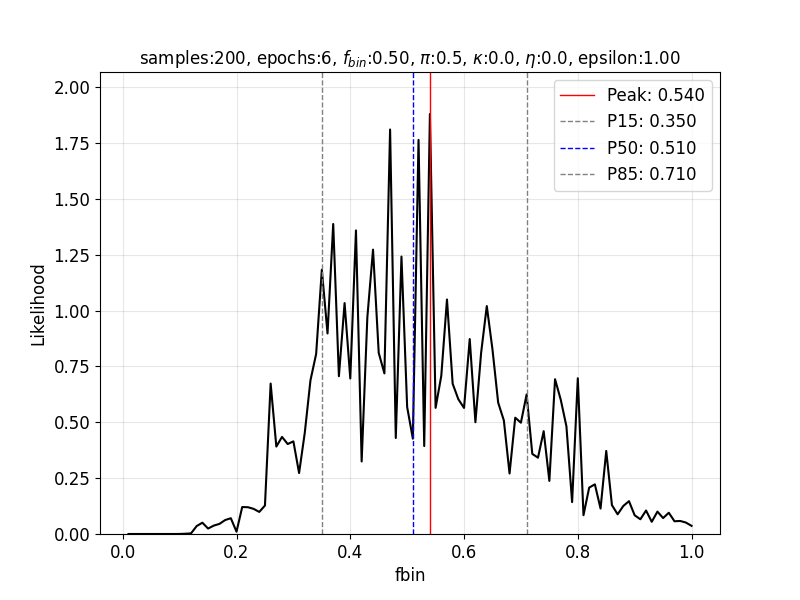 samples:200, epochs:6, f_bin:0.50, π:0.5, κ:0.0, η:0.0, epsilon:1.00
2.00
1.75
1.50
1.25
1.00
0.75
0.50
0.25
0.00
Likelihood
Peak: 0.540
P15: 0.350
P50: 0.510
P85: 0.710
0.0 0.2 0.4 0.6 0.8 1.0
fbin